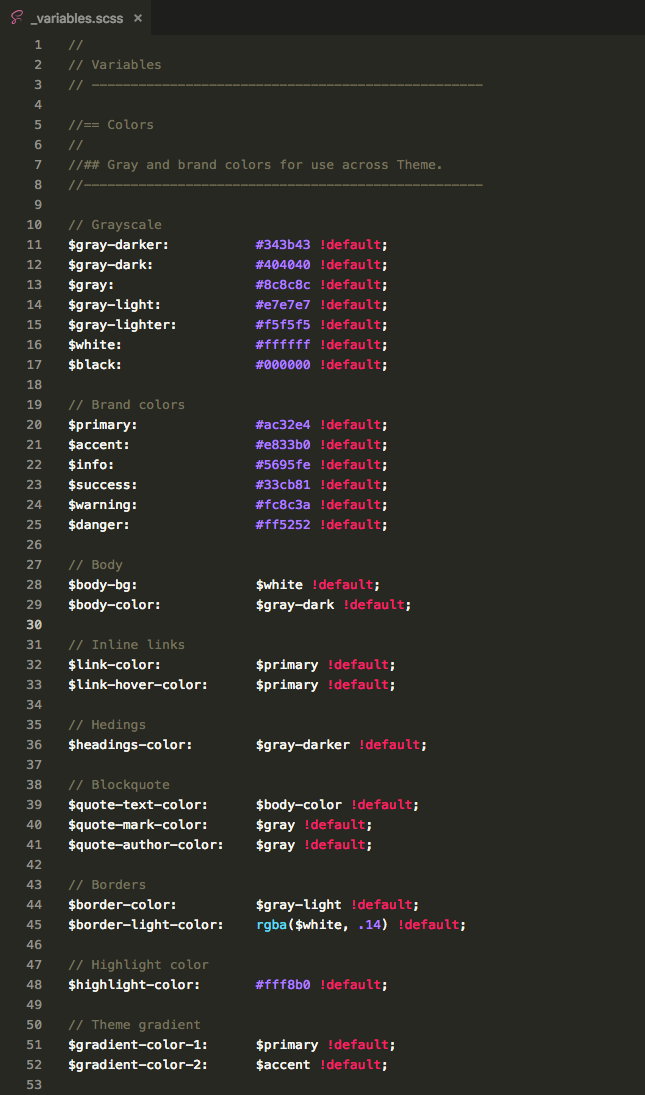 _variables.scss ×
1 //
2 // Variables
3 // --------------------------------------------------
4
5 //== Colors
6 //
7 //## Gray and brand colors for use across Theme.
8 //---------------------------------------------------
9
10 // Grayscale
11 $gray-darker: #343b43 !default;
12 $gray-dark: #404040 !default;
13 $gray: #8c8c8c !default;
14 $gray-light: #e7e7e7 !default;
15 $gray-lighter: #f5f5f5 !default;
16 $white: #ffffff !default;
17 $black: #000000 !default;
18
19 // Brand colors
20 $primary: #ac32e4 !default;
21 $accent: #e833b0 !default;
22 $info: #5695fe !default;
23 $success: #33cb81 !default;
24 $warning: #fc8c3a !default;
25 $danger: #ff5252 !default;
26
27 // Body
28 $body-bg: $white !default;
29 $body-color: $gray-dark !default;
30
31 // Inline links
32 $link-color: $primary !default;
33 $link-hover-color: $primary !default;
34
35 // Hedings
36 $headings-color: $gray-darker !default;
37
38 // Blockquote
39 $quote-text-color: $body-color !default;
40 $quote-mark-color: $gray !default;
41 $quote-author-color: $gray !default;
42
43 // Borders
44 $border-color: $gray-light !default;
45 $border-light-color: rgba($white, .14) !default;
46
47 // Highlight color
48 $highlight-color: #fff8b0 !default;
49
50 // Theme gradient
51 $gradient-color-1: $primary !default;
52 $gradient-color-2: $accent !default;
53